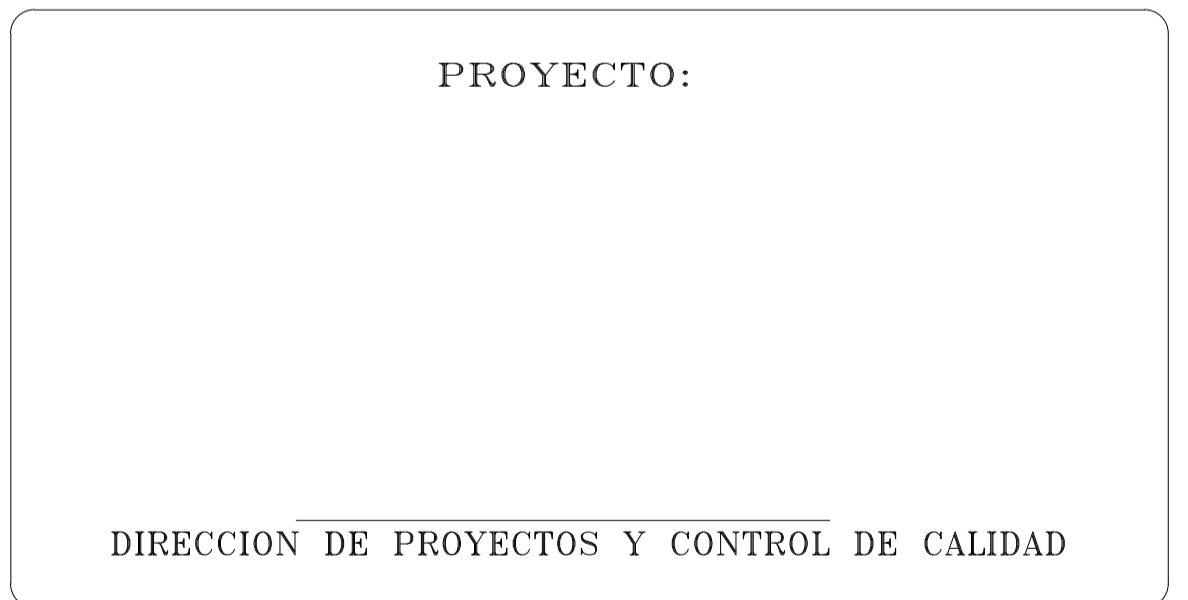 PROYECTO:
DIRECCION DE PROYECTOS Y CONTROL DE CALIDAD